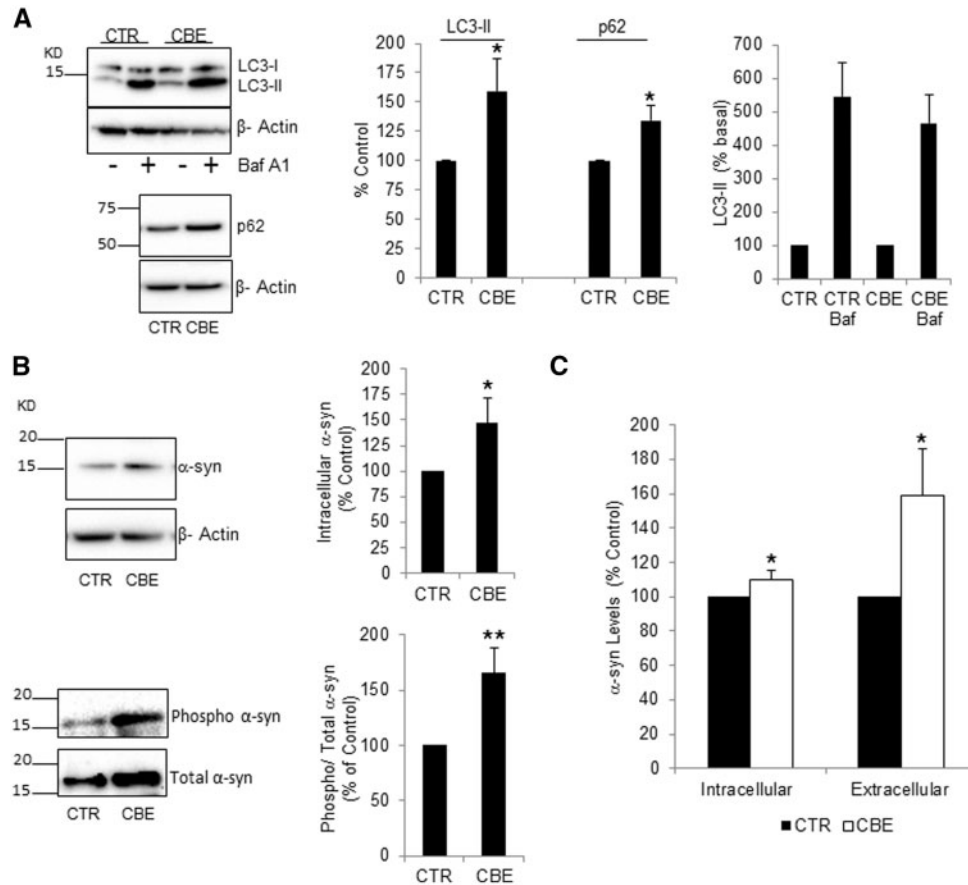 A
CTR CBE
KD
15
LC3-I
LC3-II
β- Actin
- + - + Baf A1
75
50
p62
β- Actin
CTR CBE
LC3-II p62
% Control
200
175
150
125
100
75
50
25
0
* *
CTR CBE CTR CBE
LC3-II (% basal)
700
600
500
400
300
200
100
0
CTR CTR Baf CBE CBE Baf
B
KD
20
15
α-syn
β- Actin
CTR CBE
Intracellular α-syn
(% Control)
200
175
150
125
100
75
50
25
0
*
CTR CBE
20
15
Phospho α-syn
20
15
Total α-syn
CTR CBE
Phospho/ Total α-syn
(% of Control)
200
150
100
50
0
**
CTR CBE
C
α-syn Levels (% Control)
200
180
160
140
120
100
80
60
40
20
0
* *
Intracellular Extracellular
CTR CBE